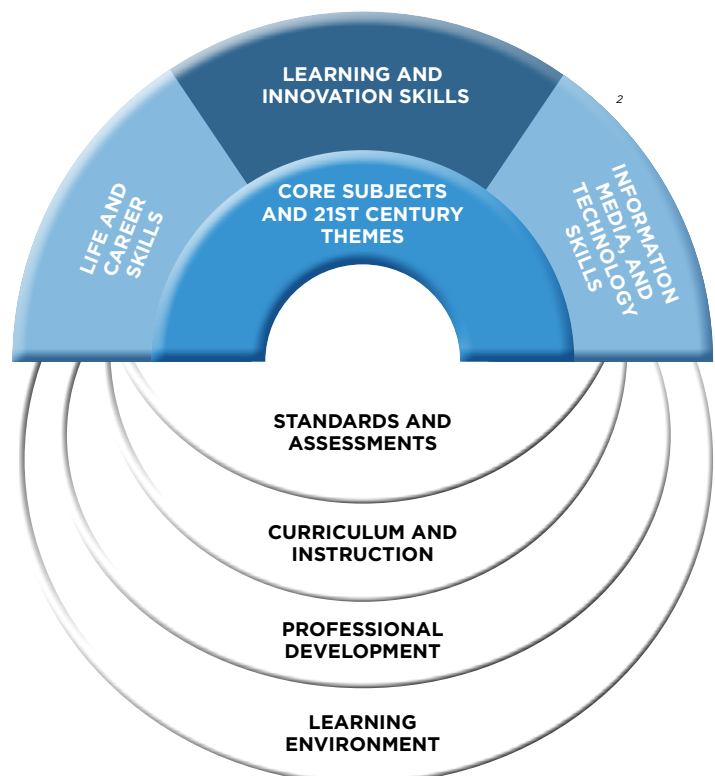 LEARNING AND
INNOVATION SKILLS
2
LIFE AND
CAREER
SKILLS
CORE SUBJECTS
AND 21ST CENTURY
THEMES
INFORMATION
MEDIA, AND
TECHNOLOGY
SKILLS
STANDARDS AND
ASSESSMENTS
CURRICULUM AND
INSTRUCTION
PROFESSIONAL
DEVELOPMENT
LEARNING
ENVIRONMENT